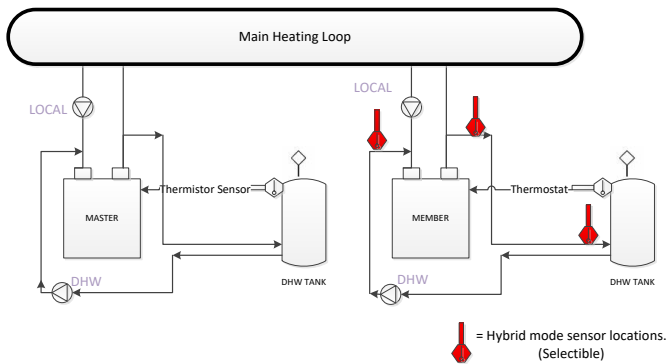 Main Heating Loop
LOCAL
LOCAL
Thermistor Sensor
Thermostat
MASTER
MEMBER
DHW
DHW TANK
DHW
DHW TANK
= Hybrid mode sensor locations.
(Selectible)